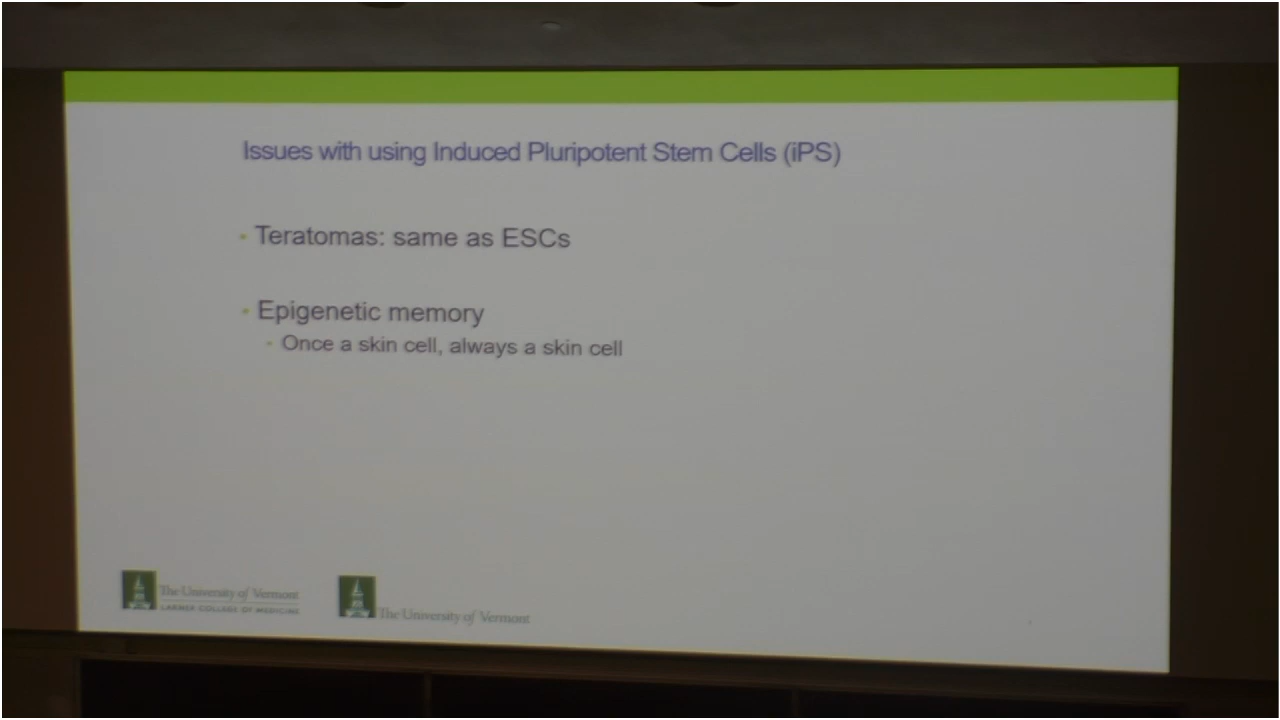 Issues with using Induced Pluripotent Stem Cells (iPS)
• Teratomas: same as ESCs
• Epigenetic memory
• Once a skin cell, always a skin cell
The University of Vermont
LARNER COLLEGE OF MEDICINE
The University of Vermont